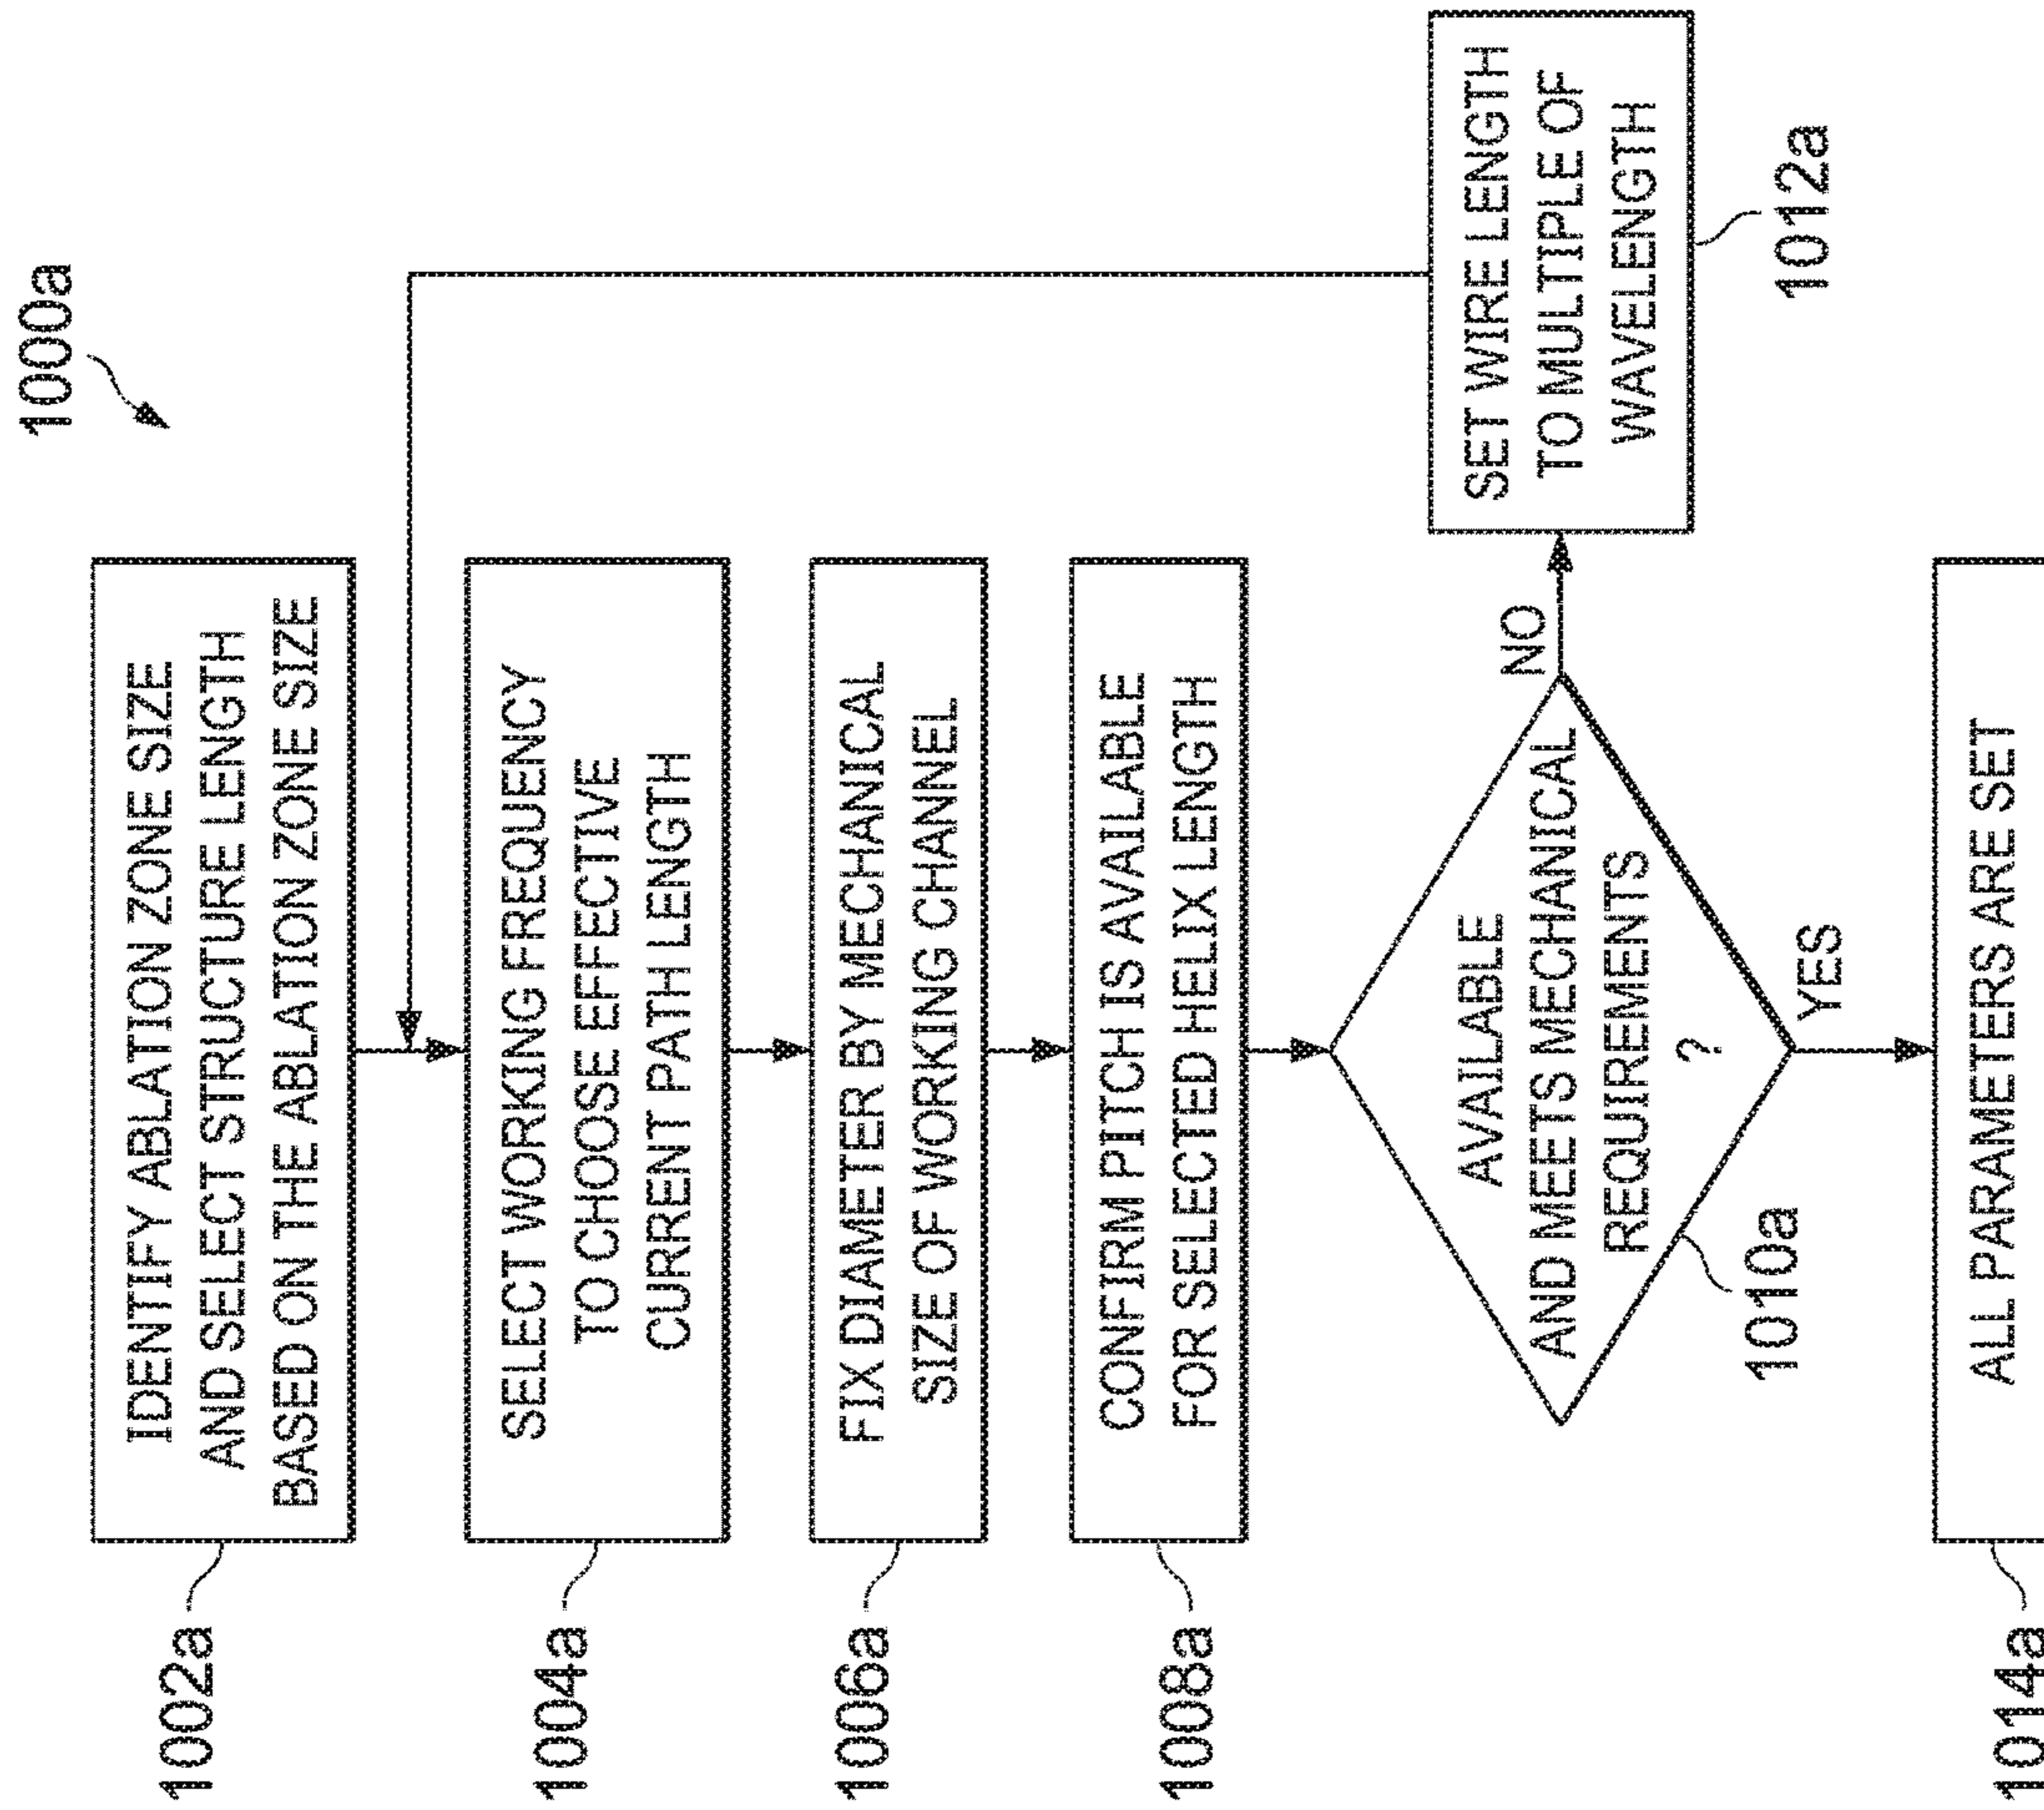 1000a
IDENTIFY ABLATION ZONE SIZE
AND SELECT STRUCTURE LENGTH
BASED ON THE ABLATION ZONE SIZE
1002a
SELECT WORKING FREQUENCY
TO CHOOSE EFFECTIVE
CURRENT PATH LENGTH
1004a
FIX DIAMETER BY MECHANICAL
SIZE OF WORKING CHANNEL
1006a
CONFIRM PITCH IS AVAILABLE
FOR SELECTED HELIX LENGTH
1008a
AVAILABLE
AND MEETS MECHANICAL
REQUIREMENTS
?
1010a
NO
SET WIRE LENGTH
TO MULTIPLE OF
WAVELENGTH
1012a
YES
ALL PARAMETERS ARE SET
1014a